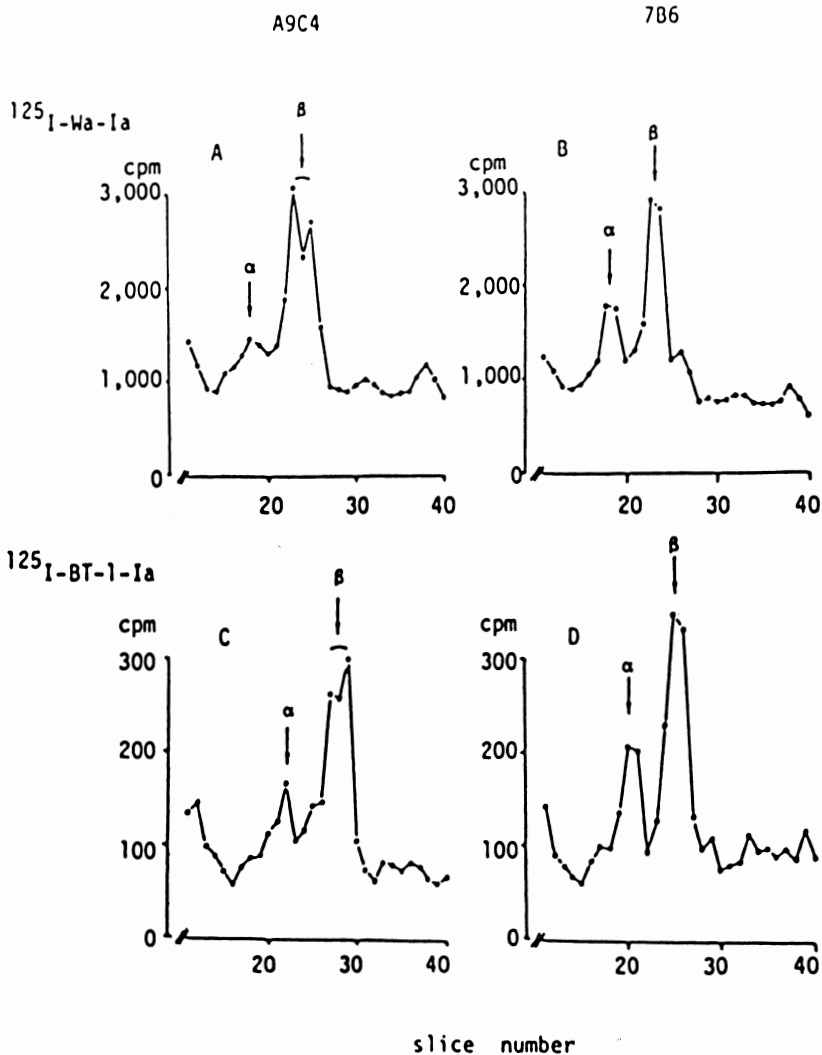 A9C4 7B6
125I-Wa-Ia
A B
cpm cpm
β β
α α
3,000 3,000
2,000 2,000
1,000 1,000
0 0
20 30 40 20 30 40
125I-BT-1-Ia
C D
cpm cpm
β β
α α
300 300
200 200
100 100
0 0
20 30 40 20 30 40
slice number